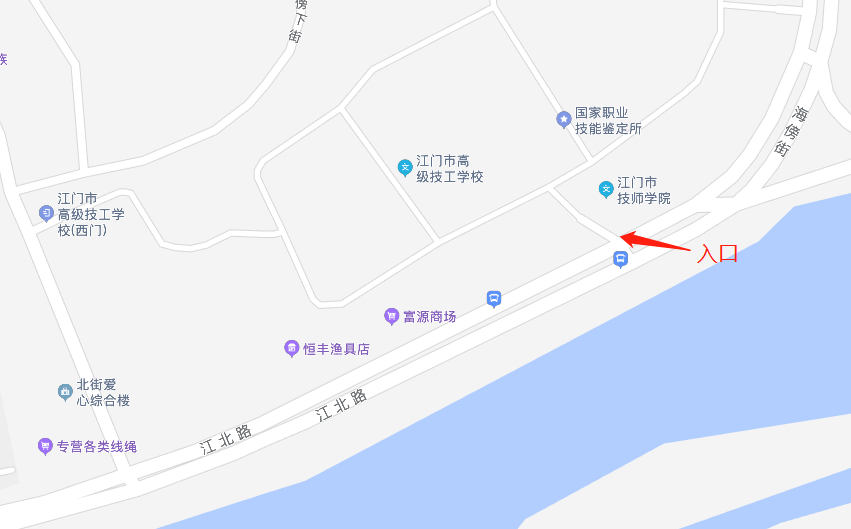 傍下街
族
国家职业
技能鉴定所
海傍街
江门市高
级技工学校
江门市
技师学院
江门市
高级技工学
校(西门)
入口
富源商场
恒丰渔具店
北街爱
心综合楼
江北路
江北路
专营各类线绳